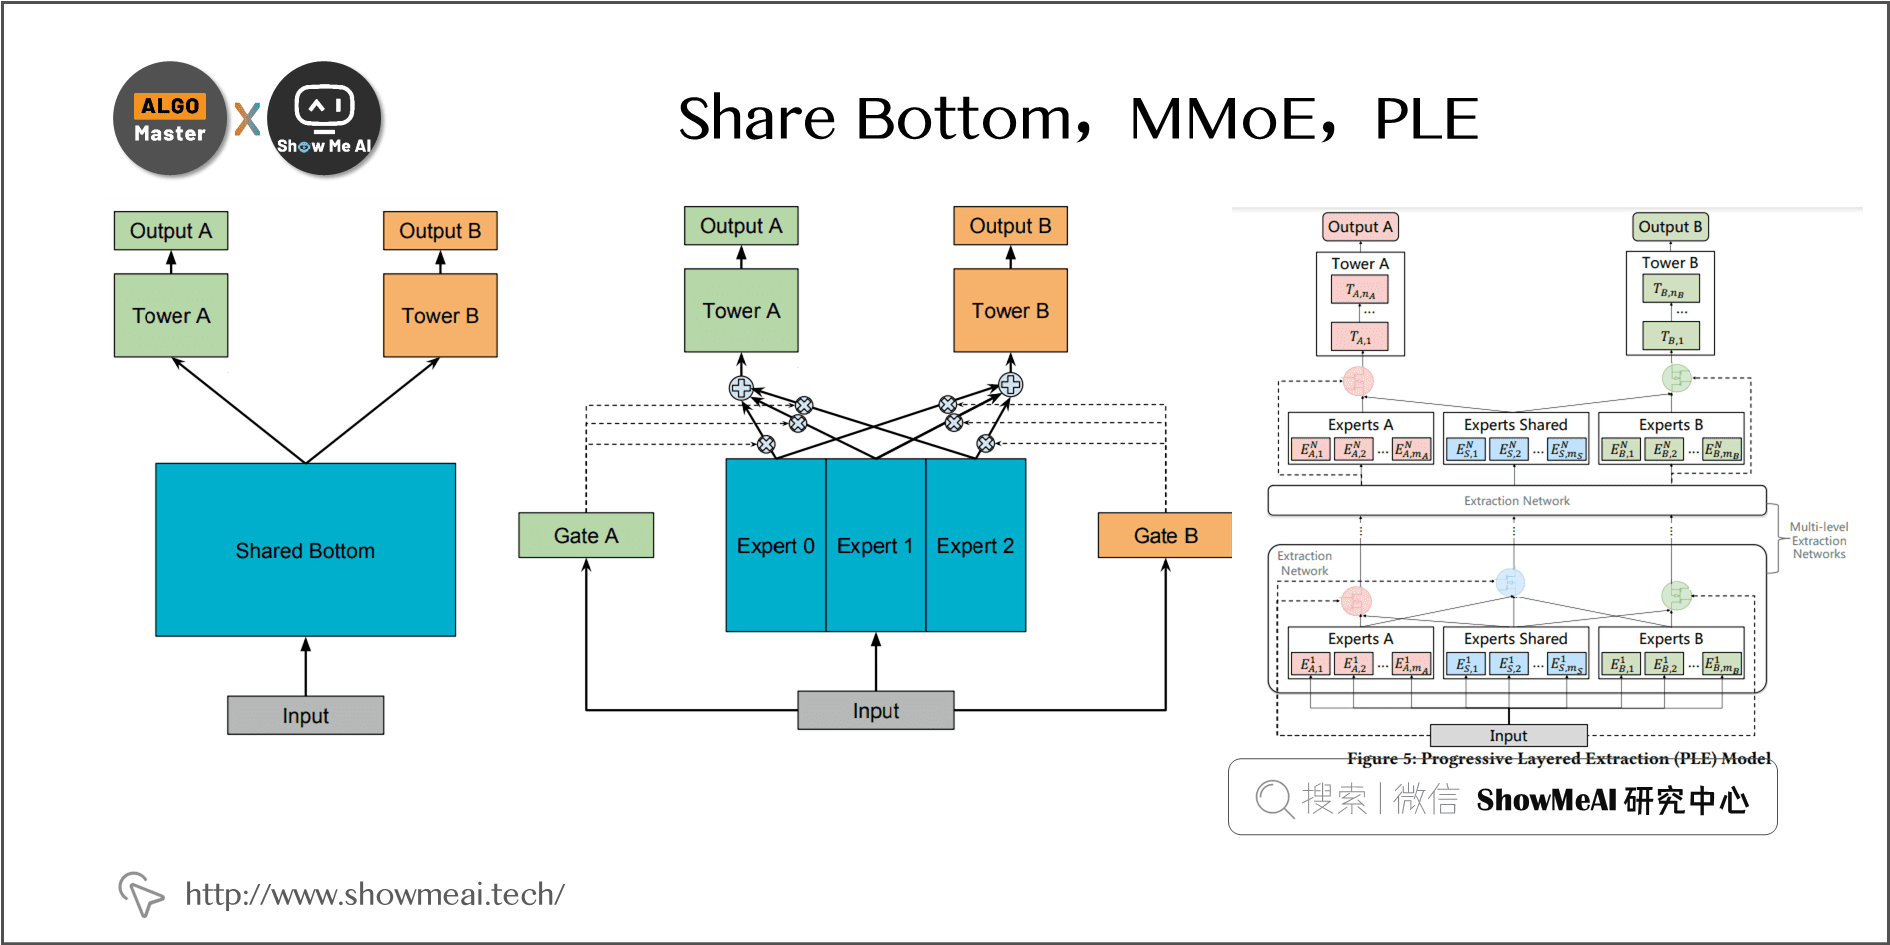 ALGO
Master
X
Show Me AI
Share Bottom，MMoE，PLE
Output A
Output B
Tower A
Tower B
Shared Bottom
Input
Output A
Output B
Tower A
Tower B
Gate A
Expert 0
Expert 1
Expert 2
Gate B
Input
Output A
Output B
Tower A
Tower B
T_{A,n_A}
T_{B,n_B}
...
...
T_{A,1}
T_{B,1}
Experts A
Experts Shared
Experts B
E^N_{A,1} E^N_{A,2} ... E^N_{A,m_A}
E^N_{S,1} E^N_{S,2} ... E^N_{S,m_S}
E^N_{B,1} E^N_{B,2} ... E^N_{B,m_B}
Extraction Network
Multi-level
Extraction
Networks
Extraction
Network
Experts A
Experts Shared
Experts B
E^1_{A,1} E^1_{A,2} ... E^1_{A,m_A}
E^1_{S,1} E^1_{S,2} ... E^1_{S,m_S}
E^1_{B,1} E^1_{B,2} ... E^1_{B,m_B}
Input
Figure 5: Progressive Layered Extraction (PLE) Model
搜索|微信 ShowMeAI 研究中心
http://www.showmeai.tech/